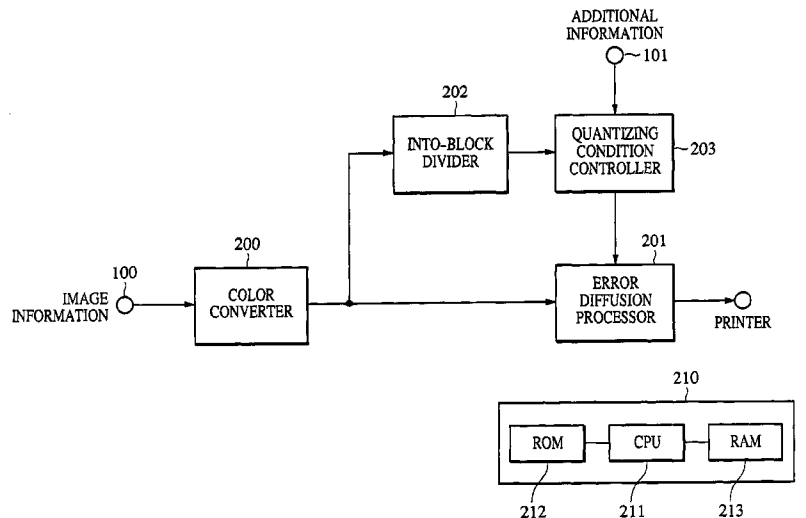 ADDITIONAL
INFORMATION
101
202
INTO-BLOCK
DIVIDER
QUANTIZING
CONDITION
CONTROLLER
203
200
201
100
IMAGE
INFORMATION
COLOR
CONVERTER
ERROR
DIFFUSION
PROCESSOR
PRINTER
210
ROM
CPU
RAM
212
211
213